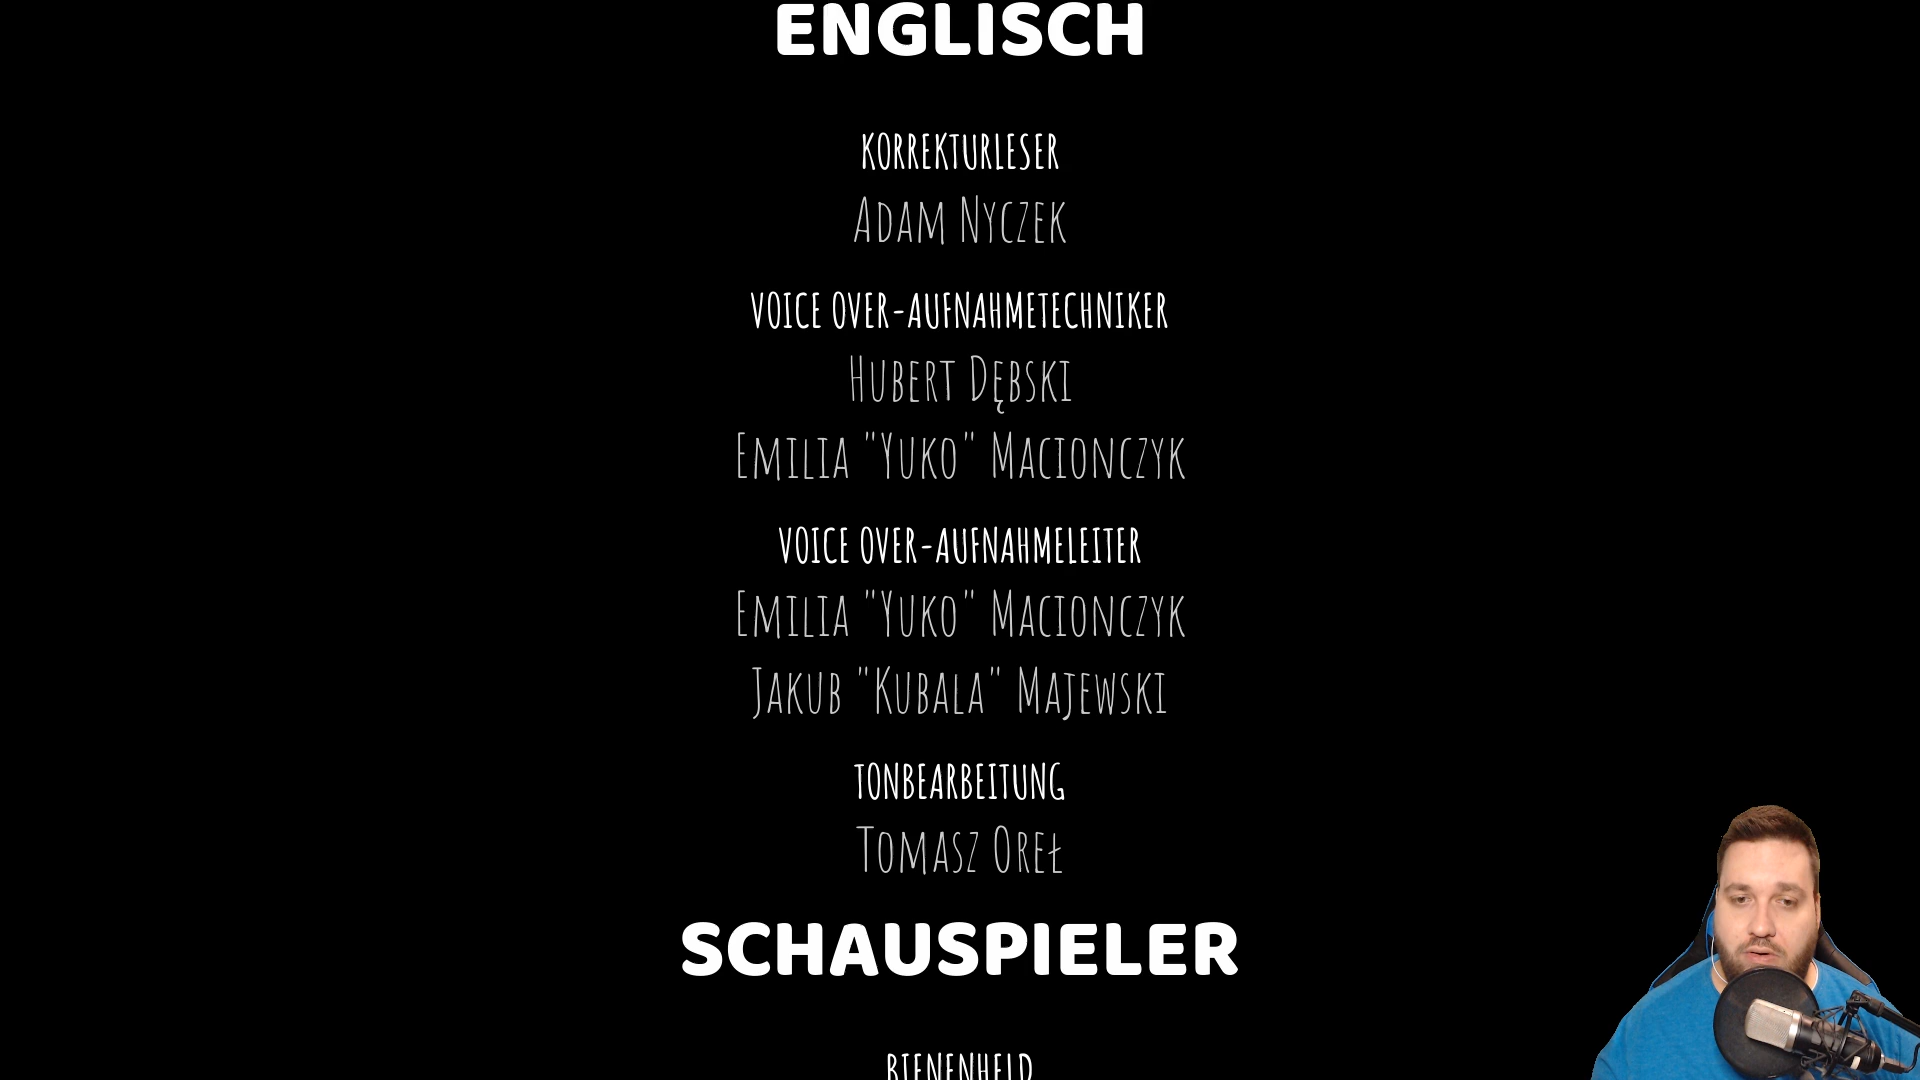 ENGLISCH
KORREKTURLESER
ADAM NYCZEK
VOICE OVER-AUFNAHMETECHNIKER
HUBERT DĘBSKI
EMILIA "YUKO" MACIONCZYK
VOICE OVER-AUFNAHMELEITER
EMILIA "YUKO" MACIONCZYK
JAKUB "KUBALA" MAJEWSKI
TONBEARBEITUNG
TOMASZ OREŁ
SCHAUSPIELER
BIENENHELD